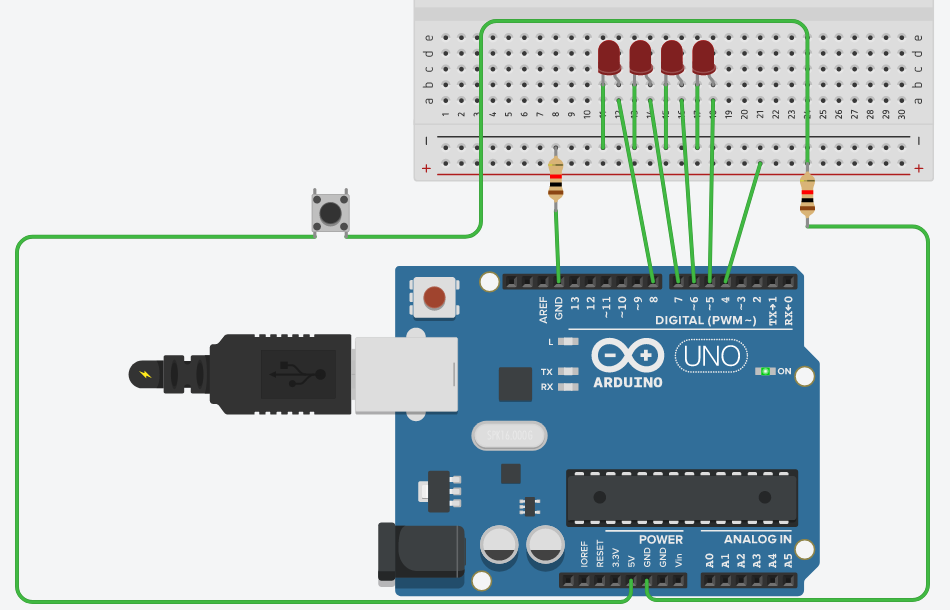 e e
d d
c c
b b
a a
1 2 3 4 5 6 7 8 9 10 11 12 13 14 15 16 17 18 19 20 21 22 23 24 25 26 27 28 29 30
− −
+ +
AREF GND 13 12 ~11 ~10 ~9 8 7 ~6 ~5 4 ~3 2 TX→1 RX←0
DIGITAL (PWM~)
L
TX
RX
− +
UNO
ARDUINO
ON
POWER
ANALOG IN
IOREF RESET 3.3V 5V GND GND Vin A0 A1 A2 A3 A4 A5